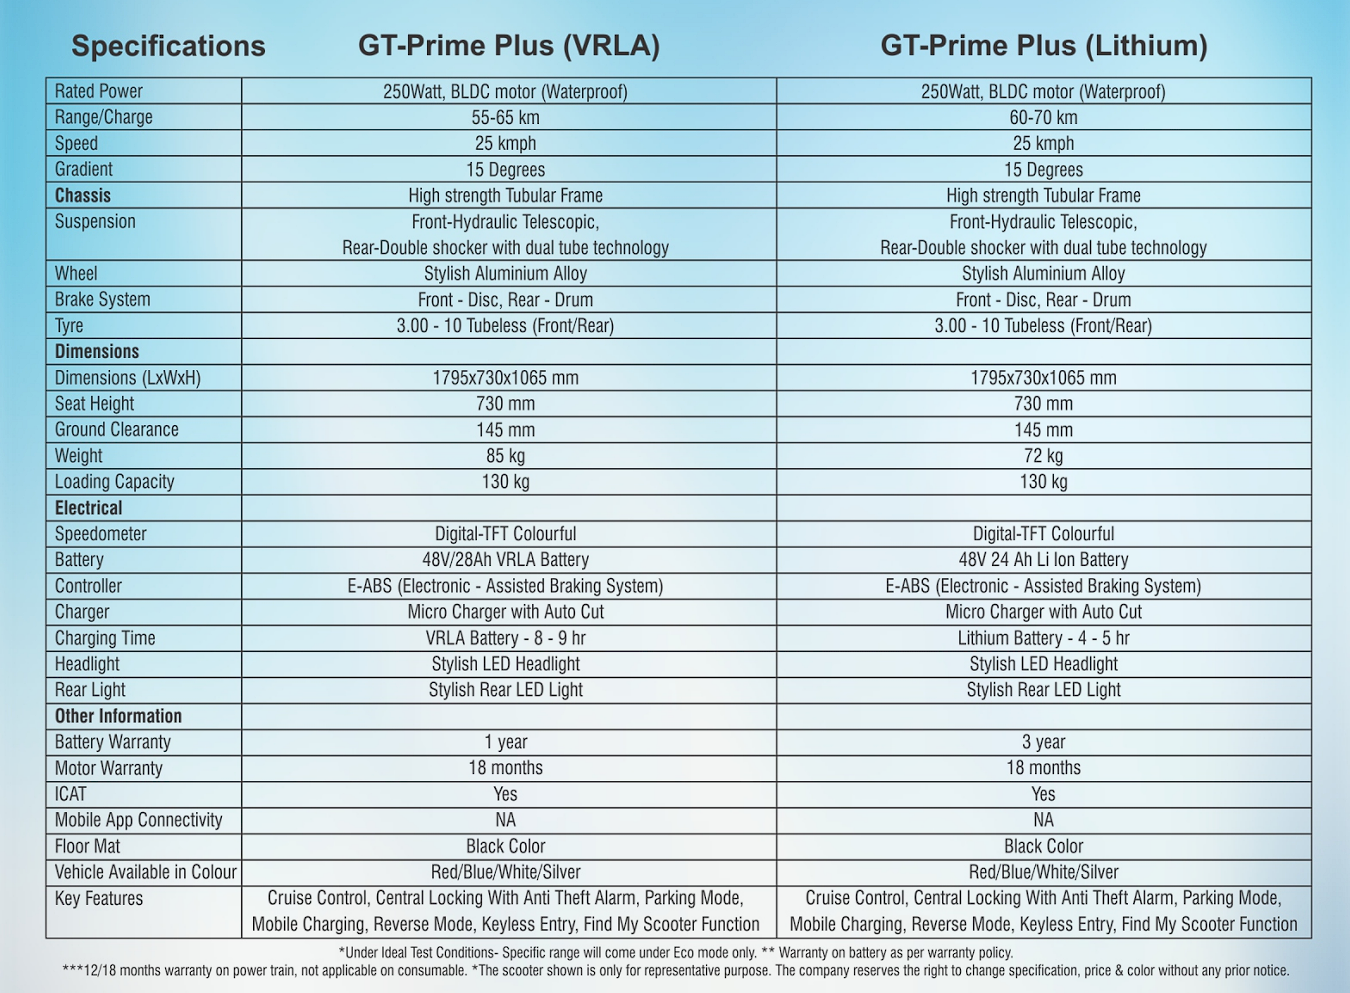 Specifications GT-Prime Plus (VRLA) GT-Prime Plus (Lithium)
Rated Power 250Watt, BLDC motor (Waterproof) 250Watt, BLDC motor (Waterproof)
Range/Charge 55-65 km 60-70 km
Speed 25 kmph 25 kmph
Gradient 15 Degrees 15 Degrees
Chassis High strength Tubular Frame High strength Tubular Frame
Suspension Front-Hydraulic Telescopic, Front-Hydraulic Telescopic,
Rear-Double shocker with dual tube technology Rear-Double shocker with dual tube technology
Wheel Stylish Aluminium Alloy Stylish Aluminium Alloy
Brake System Front - Disc, Rear - Drum Front - Disc, Rear - Drum
Tyre 3.00 - 10 Tubeless (Front/Rear) 3.00 - 10 Tubeless (Front/Rear)
Dimensions
Dimensions (LxWxH) 1795x730x1065 mm 1795x730x1065 mm
Seat Height 730 mm 730 mm
Ground Clearance 145 mm 145 mm
Weight 85 kg 72 kg
Loading Capacity 130 kg 130 kg
Electrical
Speedometer Digital-TFT Colourful Digital-TFT Colourful
Battery 48V/28Ah VRLA Battery 48V 24 Ah Li Ion Battery
Controller E-ABS (Electronic - Assisted Braking System) E-ABS (Electronic - Assisted Braking System)
Charger Micro Charger with Auto Cut Micro Charger with Auto Cut
Charging Time VRLA Battery - 8 - 9 hr Lithium Battery - 4 - 5 hr
Headlight Stylish LED Headlight Stylish LED Headlight
Rear Light Stylish Rear LED Light Stylish Rear LED Light
Other Information
Battery Warranty 1 year 3 year
Motor Warranty 18 months 18 months
ICAT Yes Yes
Mobile App Connectivity NA NA
Floor Mat Black Color Black Color
Vehicle Available in Colour Red/Blue/White/Silver Red/Blue/White/Silver
Key Features Cruise Control, Central Locking With Anti Theft Alarm, Parking Mode, Cruise Control, Central Locking With Anti Theft Alarm, Parking Mode,
Mobile Charging, Reverse Mode, Keyless Entry, Find My Scooter Function Mobile Charging, Reverse Mode, Keyless Entry, Find My Scooter Function
*Under Ideal Test Conditions- Specific range will come under Eco mode only. ** Warranty on battery as per warranty policy.
***12/18 months warranty on power train, not applicable on consumable. *The scooter shown is only for representative purpose. The company reserves the right to change specification, price & color without any prior notice.